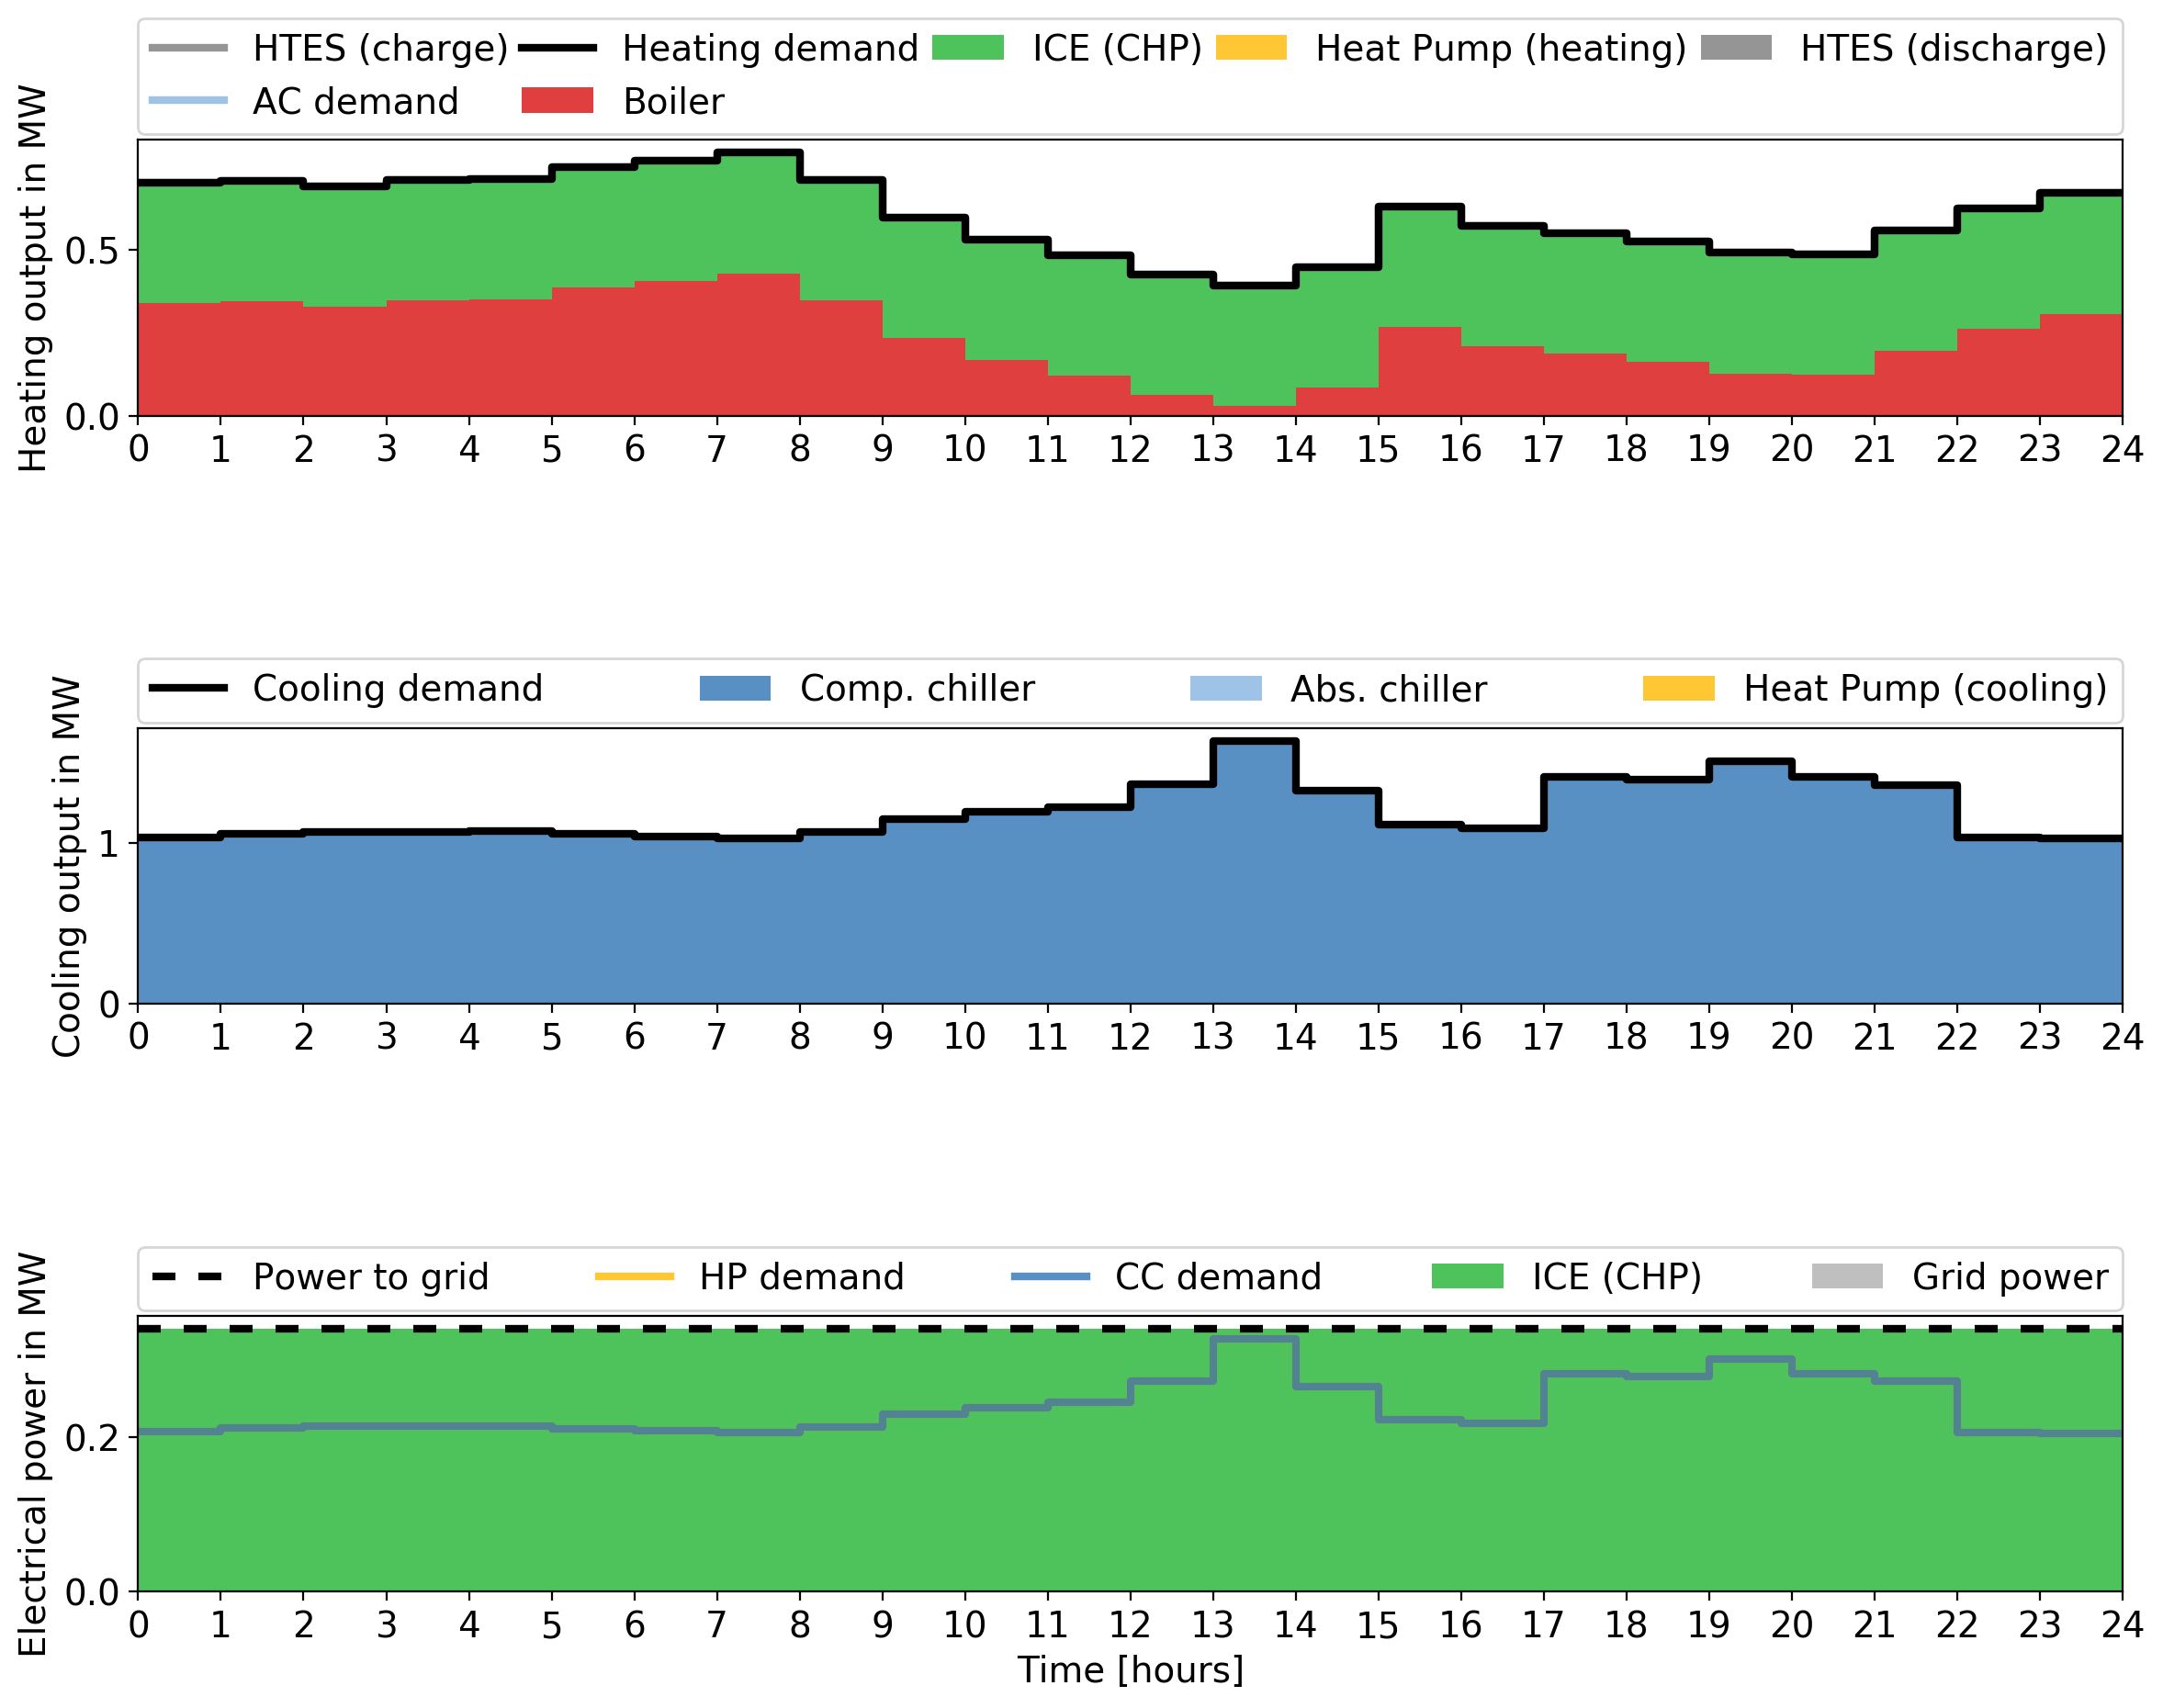 HTES (charge) Heating demand ICE (CHP) Heat Pump (heating) HTES (discharge)
AC demand Boiler
Heating output in MW
0.5
0.0
0 1 2 3 4 5 6 7 8 9 10 11 12 13 14 15 16 17 18 19 20 21 22 23 24
Cooling demand Comp. chiller Abs. chiller Heat Pump (cooling)
Cooling output in MW
1
0
0 1 2 3 4 5 6 7 8 9 10 11 12 13 14 15 16 17 18 19 20 21 22 23 24
Power to grid HP demand CC demand ICE (CHP) Grid power
Electrical power in MW
0.2
0.0
0 1 2 3 4 5 6 7 8 9 10 11 12 13 14 15 16 17 18 19 20 21 22 23 24
Time [hours]